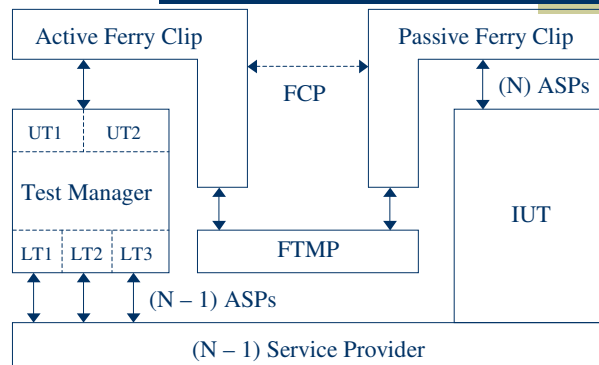 Active Ferry Clip
Passive Ferry Clip
FCP
(N) ASPs
UT1 UT2
Test Manager
IUT
FTMP
LT1 LT2 LT3
(N – 1) ASPs
(N – 1) Service Provider